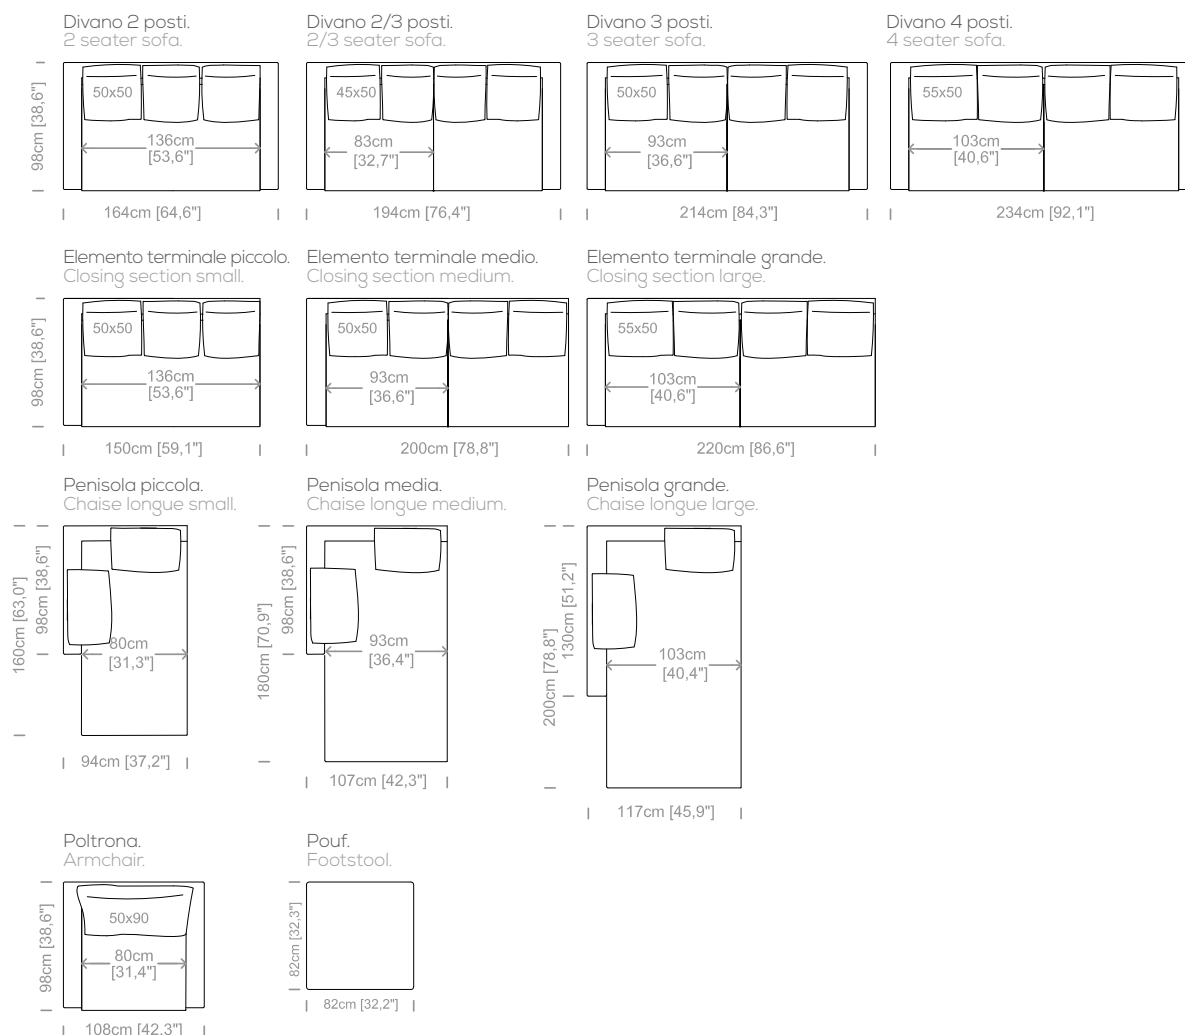 Divano 2 posti.
2 seater sofa.
98cm [38,6"]
50x50
136cm
[53,6"]
164cm [64,6"]
Divano 2/3 posti.
2/3 seater sofa.
45x50
83cm
[32,7"]
194cm [76,4"]
Divano 3 posti.
3 seater sofa.
50x50
93cm
[36,6"]
214cm [84,3"]
Divano 4 posti.
4 seater sofa.
55x50
103cm
[40,6"]
234cm [92,1"]
Elemento terminale piccolo.
Closing section small.
98cm [38,6"]
50x50
136cm
[53,6"]
150cm [59,1"]
Elemento terminale medio.
Closing section medium.
50x50
93cm
[36,6"]
200cm [78,8"]
Elemento terminale grande.
Closing section large.
55x50
103cm
[40,6"]
220cm [86,6"]
Penisola piccola.
Chaise longue small.
160cm [63,0"]
98cm [38,6"]
80cm
[31,3"]
94cm [37,2"]
Penisola media.
Chaise longue medium.
180cm [70,9"]
98cm [38,6"]
93cm
[36,4"]
107cm [42,3"]
Penisola grande.
Chaise longue large.
200cm [78,8"]
130cm [51,2"]
103cm
[40,4"]
117cm [45,9"]
Poltrona.
Armchair.
98cm [38,6"]
50x90
80cm
[31,4"]
108cm [42,3"]
Pouf.
Footstool.
82cm [32,3"]
82cm [32,2"]